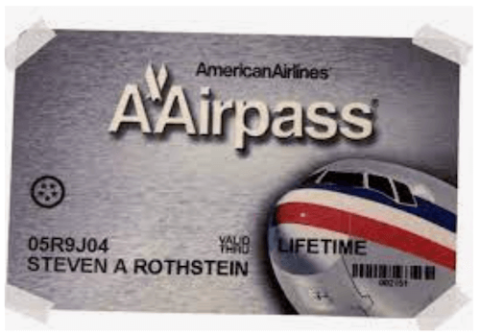 AmericanAirlines®
AAirpass®
05R9J04 VALID THRU LIFETIME
STEVEN A ROTHSTEIN